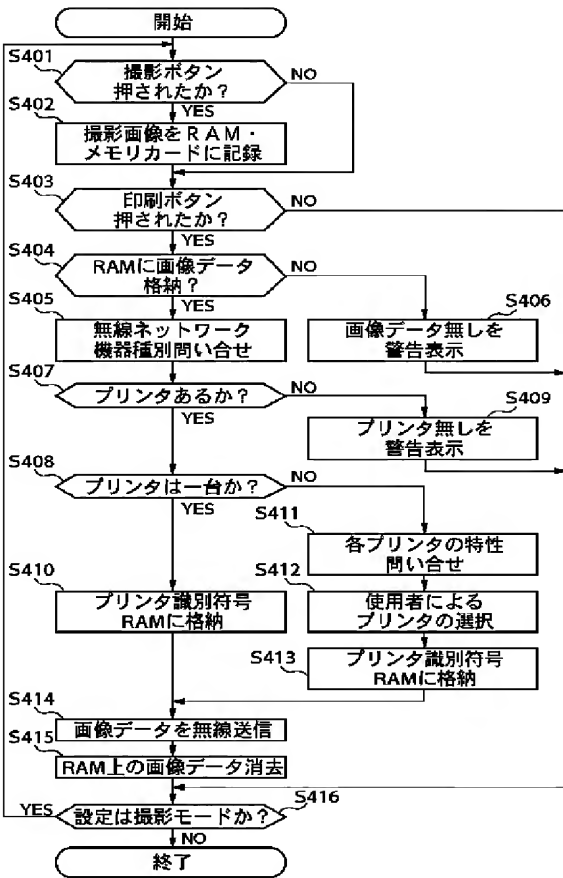 開始
S401
撮影ボタン
押されたか？
NO
YES
S402
撮影画像をRAM・
メモリカードに記録
S403
印刷ボタン
押されたか？
NO
YES
S404
RAMに画像データ
格納？
NO
YES
S405
無線ネットワーク
機器種別問い合せ
S406
画像データ無しを
警告表示
S407
プリンタあるか？
NO
YES
S409
プリンタ無しを
警告表示
S408
プリンタは一台か？
NO
YES
S411
各プリンタの特性
問い合せ
S410
プリンタ識別符号
RAMに格納
S412
使用者による
プリンタの選択
S413
プリンタ識別符号
RAMに格納
S414
画像データを無線送信
S415
RAM上の画像データ消去
S416
YES
設定は撮影モードか？
NO
終了